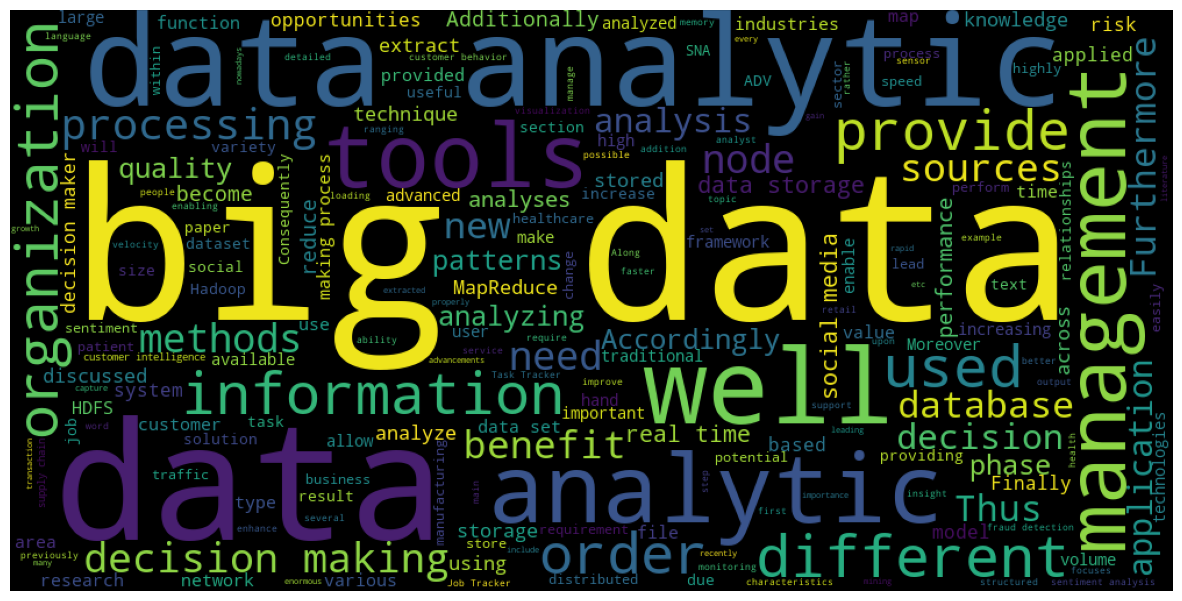 large
function
opportunities
Additionally
analyzed
memory
industries
map
knowledge
risk
language
every
data analytic
extract
customer behavior
SNA
process
sensor
applied
nowadays
detailed
within
provided
useful
manage
ADV
sector
speed
rather
highly
organization
processing
technique
visualization
analysis
gain
provide
management
Furthermore
will
variety
tools
ranging
section
high
analyst
possible
addition
node
sources
literature
decision maker
quality
become
people
enabling
consequently
making process
loading
advanced
analyses
stored
increase
data storage
topic
perform
time
relationships
growth
paper
dataset
velocity
reduce
big data
new
healthcare
make
framework
set
rapid
example
size
social
Hadoop
patterns
MapReduce
change
Along
faster
lead
etc
enable
performance
text
extracted
properly
analyzing
retail
value
increasing
across
easily
sentiment
methods
use
user
require
Accordingly
social media
upon
Moreover
patient
customer intelligence
available
ability
service
advancements
need
traditional
better
discussed
capture
system
information
Task Tracker
improve
well
support
used
output
application
technologies
HDFS
job
word
task
customer
allow
hand
important
database
transaction
supply chain
solution
analyze
data set
benefit
real time
leading
based
decision
health
data
traffic
manufacturing
potential
step
providing
phase
Finally
type
business
result
main
analytic
first
importance
insight
Thus
volume
enhance
several
storage
requirement
file
recently
model
fraud detection
area
previously
many
decision making
store
using
include
order
monitoring
different
focuses
research
network
enormous
various
Job Tracker
distributed
due
characteristics
mining
structured
sentiment analysis